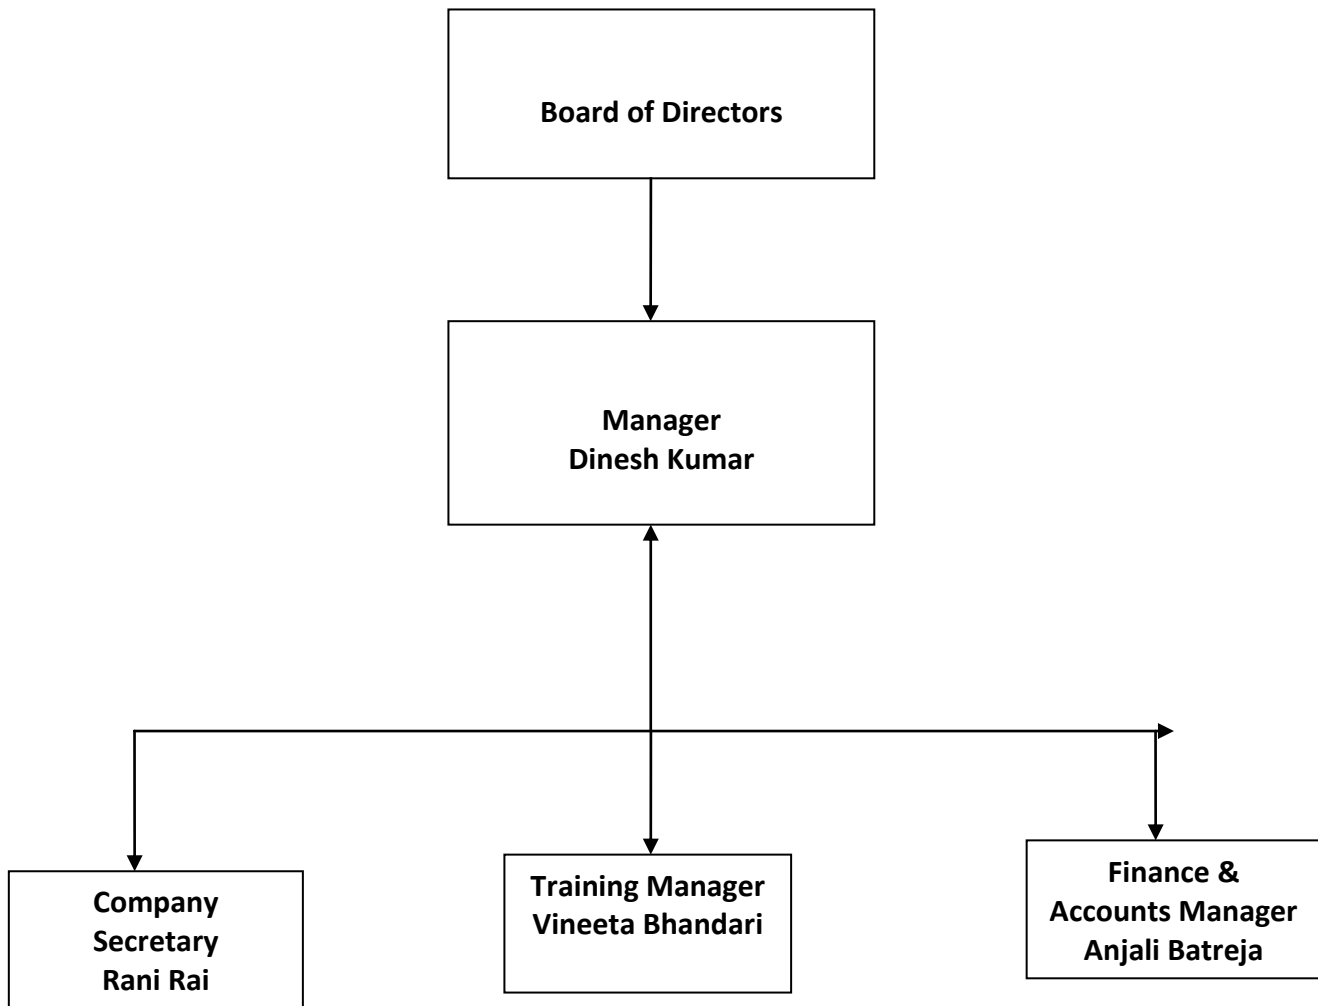 Board of Directors
Manager
Dinesh Kumar
Company
Secretary
Rani Rai
Training Manager
Vineeta Bhandari
Finance &
Accounts Manager
Anjali Batreja